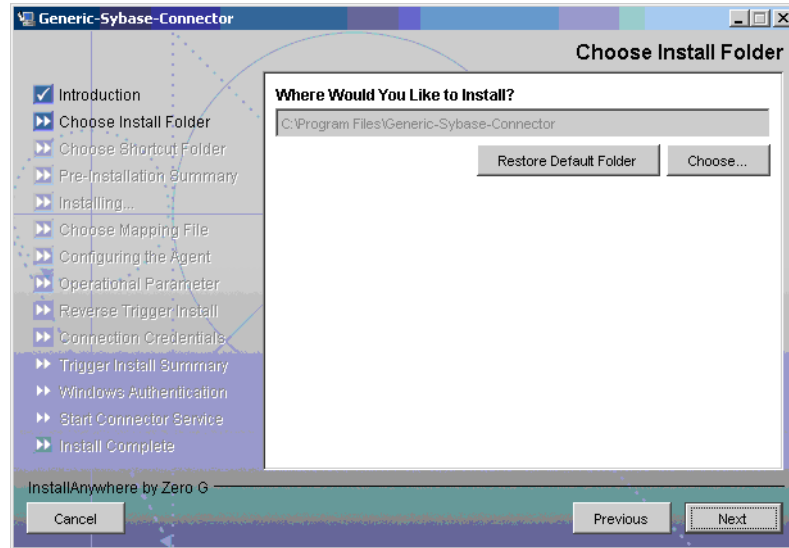 Generic-Sybase-Connector
Choose Install Folder
Introduction
Choose Install Folder
Choose Shortcut Folder
Pre-Installation Summary
Installing...
Choose Mapping File
Configuring the Agent
Operational Parameter
Reverse Trigger Install
Connection Credentials
Trigger Install Summary
Windows Authentication
Start Connector Service
Install Complete
Where Would You Like to Install?
C:\Program Files\Generic-Sybase-Connector
Restore Default Folder
Choose...
InstallAnywhere by Zero G
Cancel
Previous
Next